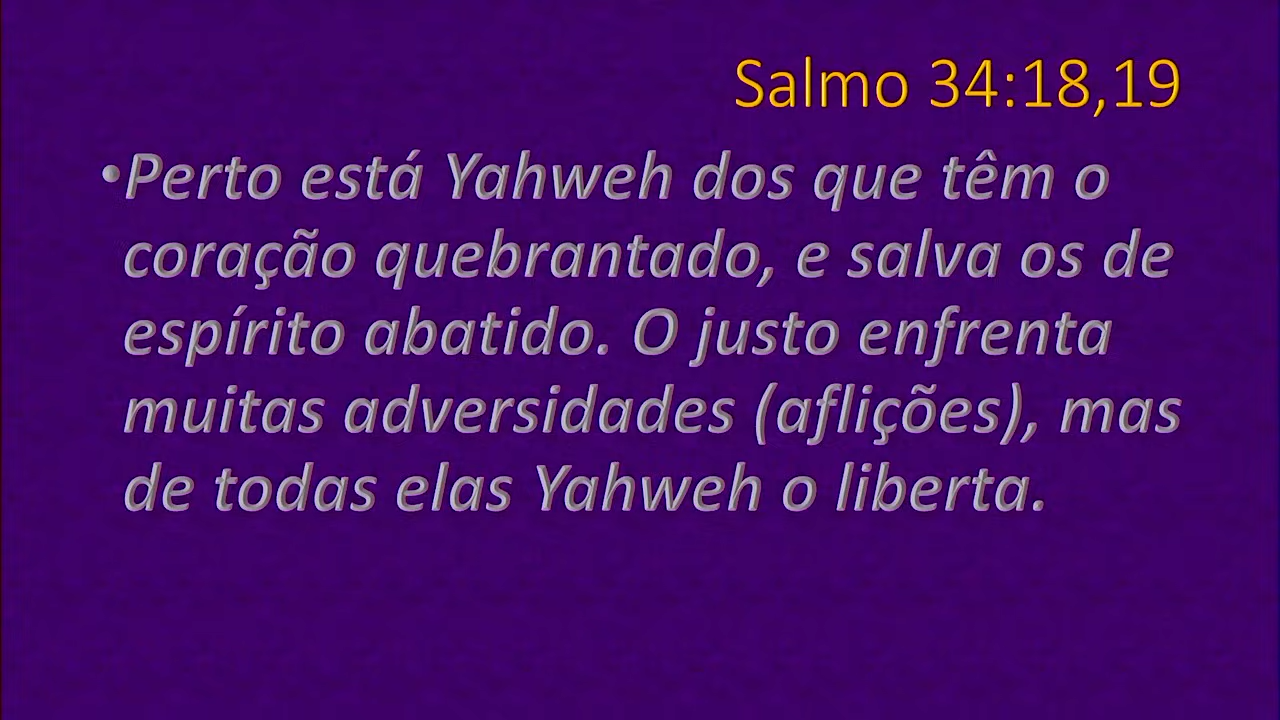 Salmo 34:18,19
•Perto está Yahweh dos que têm o
coração quebrantado, e salva os de
espírito abatido. O justo enfrenta
muitas adversidades (aflições), mas
de todas elas Yahweh o liberta.